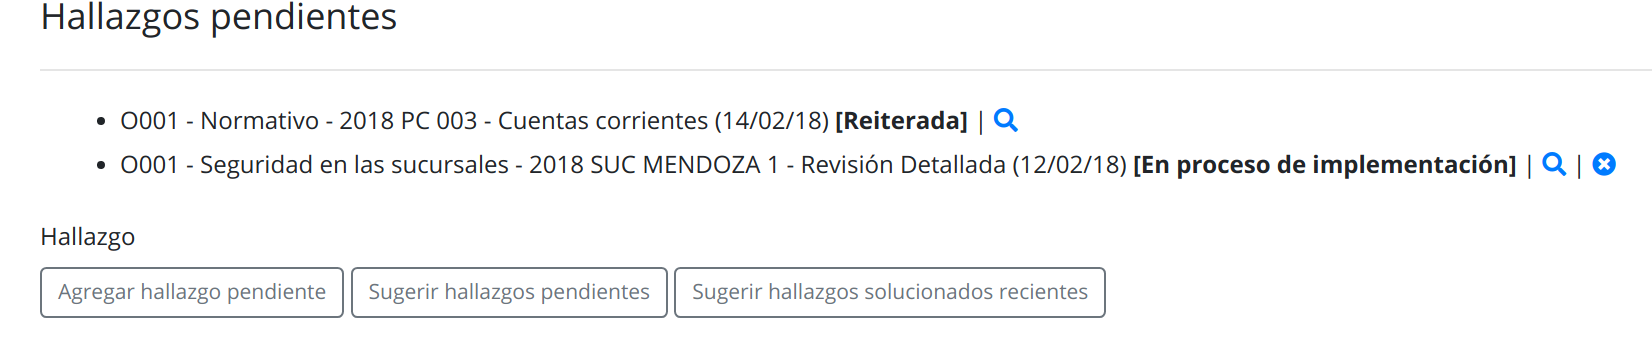 Hallazgos pendientes
O001 - Normativo - 2018 PC 003 - Cuentas corrientes (14/02/18) [Reiterada] |
O001 - Seguridad en las sucursales - 2018 SUC MENDOZA 1 - Revisión Detallada (12/02/18) [En proceso de implementación] | |
Hallazgo
Agregar hallazgo pendiente Sugerir hallazgos pendientes Sugerir hallazgos solucionados recientes